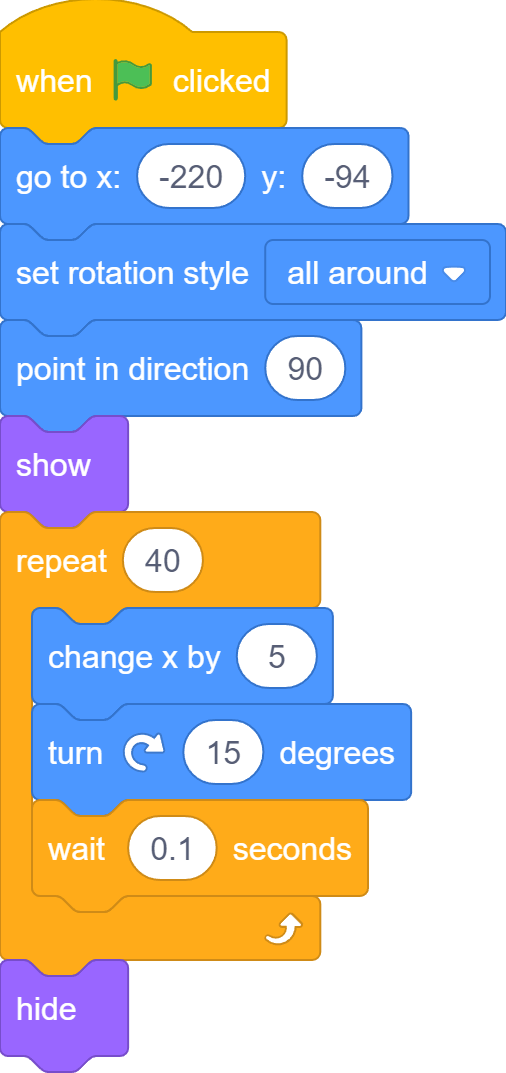 when clicked
go to x: -220 y: -94
set rotation style all around
point in direction 90
show
repeat 40
change x by 5
turn 15 degrees
wait 0.1 seconds
hide